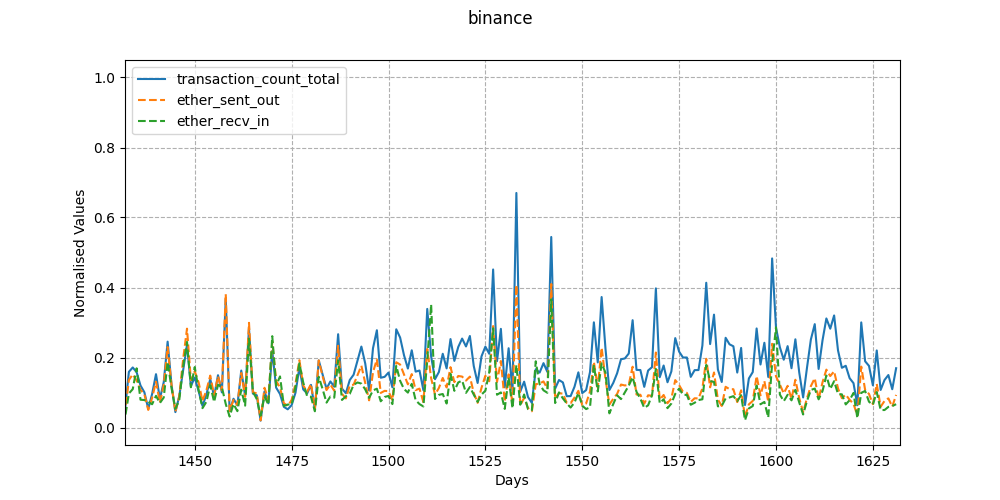 binance
transaction_count_total
ether_sent_out
ether_recv_in
Normalised Values
1.0
0.8
0.6
0.4
0.2
0.0
1450 1475 1500 1525 1550 1575 1600 1625
Days